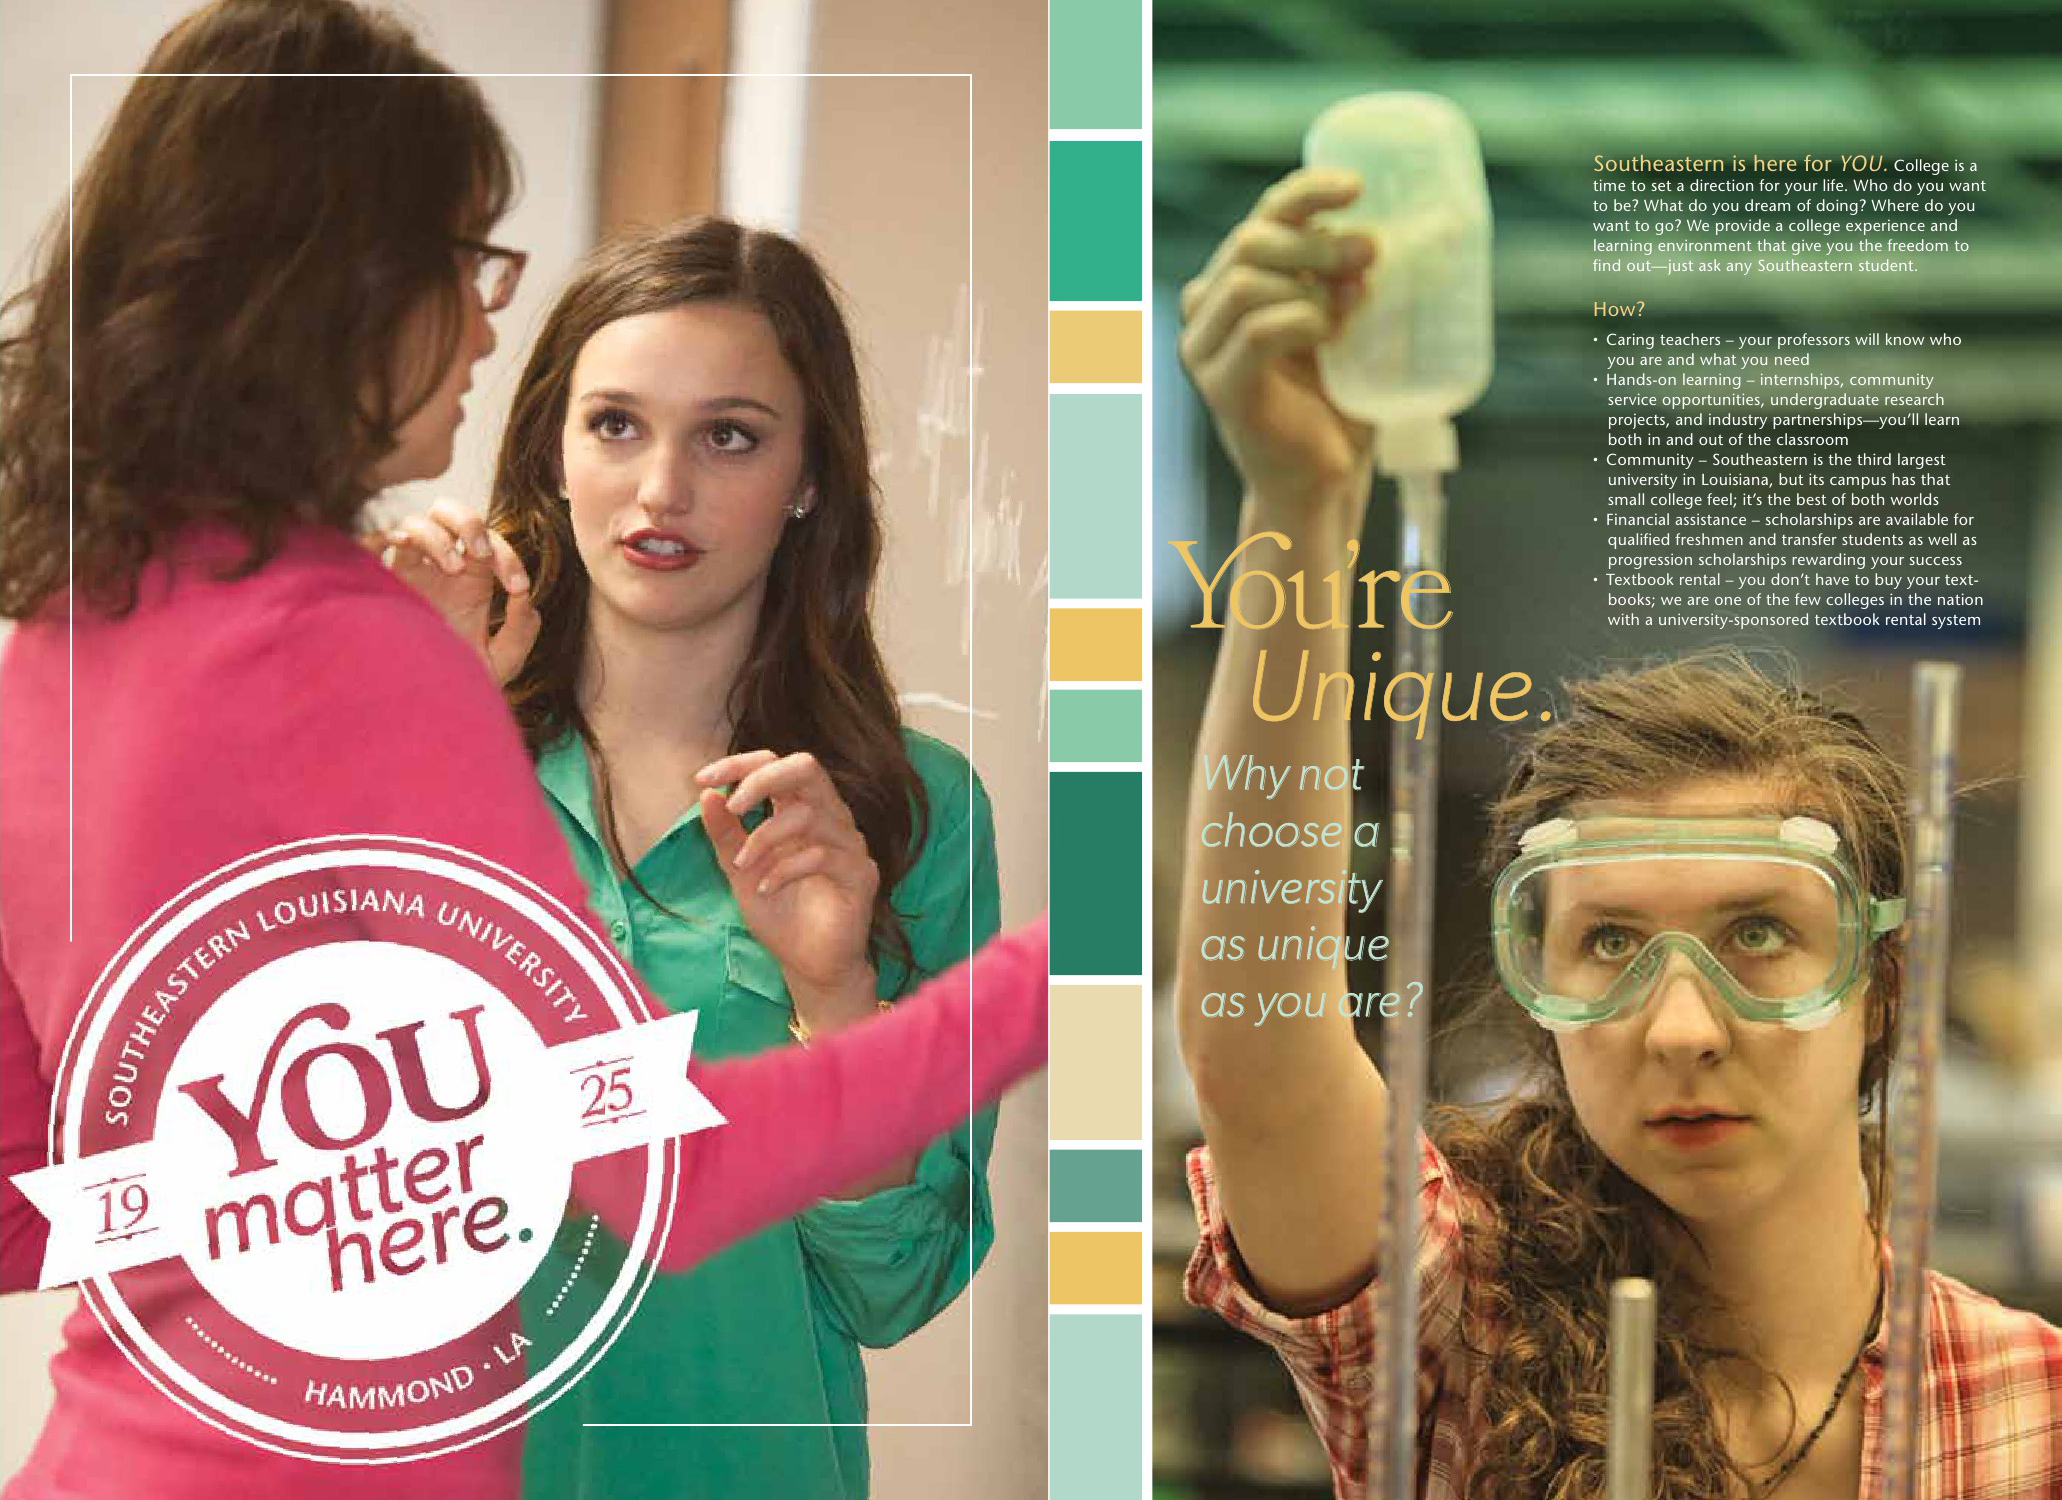 SOUTHEASTERN LOUISIANA UNIVERSITY
19
YOU
matter
here.
25
HAMMOND · LA
You're
Unique.
Why not
choose a
university
as unique
as you are?
Southeastern is here for YOU. College is a
time to set a direction for your life. Who do you want
to be? What do you dream of doing? Where do you
want to go? We provide a college experience and
learning environment that give you the freedom to
find out—just ask any Southeastern student.
How?
• Caring teachers – your professors will know who
you are and what you need
• Hands-on learning – internships, community
service opportunities, undergraduate research
projects, and industry partnerships—you'll learn
both in and out of the classroom
• Community – Southeastern is the third largest
university in Louisiana, but its campus has that
small college feel; it's the best of both worlds
• Financial assistance – scholarships are available for
qualified freshmen and transfer students as well as
progression scholarships rewarding your success
• Textbook rental – you don't have to buy your text-
books; we are one of the few colleges in the nation
with a university-sponsored textbook rental system